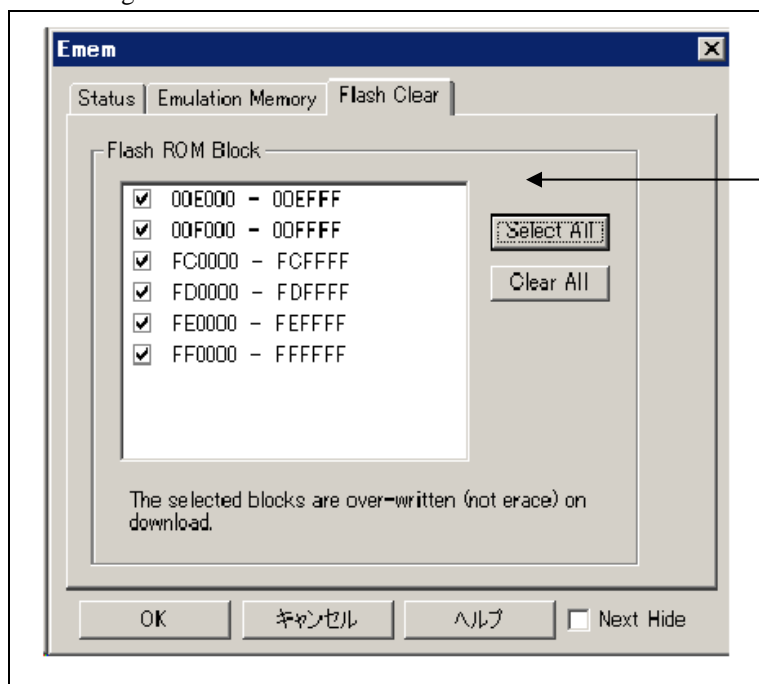 Emem
Status
Emulation Memory
Flash Clear
Flash ROM Block
00E000 - 00EFFF
00F000 - 00FFFF
FC0000 - FCFFFF
FD0000 - FDFFFF
FE0000 - FEFFFF
FF0000 - FFFFFF
Select All
Clear All
The selected blocks are over-written (not erace) on
download.
OK
キャンセル
ヘルプ
Next Hide